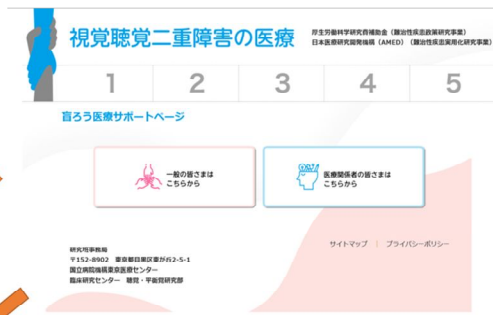 視覚聴覚二重障害の医療
厚生労働科学研究費補助金（難治性疾患政策研究事業）
日本医療研究開発機構（AMED）（難治性疾患実用化研究事業）
1 2 3 4 5
盲ろう医療サポートページ
一般の皆さまは
こちらから
医療関係者の皆さまは
こちらから
サイトマップ ｜ プライバシーポリシー
研究班事務局
〒152-8902 東京都目黒区東が丘2-5-1
国立病院機構東京医療センター
臨床研究センター 聴覚・平衡覚研究部